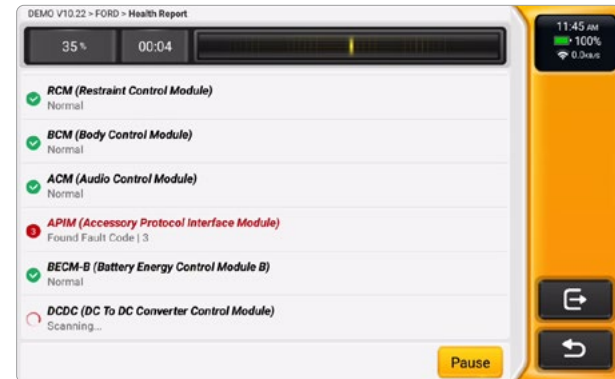 DEMO V10.22 > FORD > Health Report
35%
00:04
RCM (Restraint Control Module)
Normal
BCM (Body Control Module)
Normal
ACM (Audio Control Module)
Normal
3
APIM (Accessory Protocol Interface Module)
Found Fault Code | 3
BECM-B (Battery Energy Control Module B)
Normal
DCDC (DC To DC Converter Control Module)
Scanning...
Pause
11:45 AM
100%
0.0KB/S